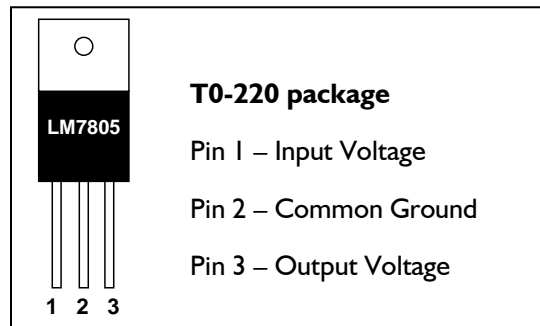 T0-220 package
LM7805
Pin 1 – Input Voltage
Pin 2 – Common Ground
Pin 3 – Output Voltage
1 2 3